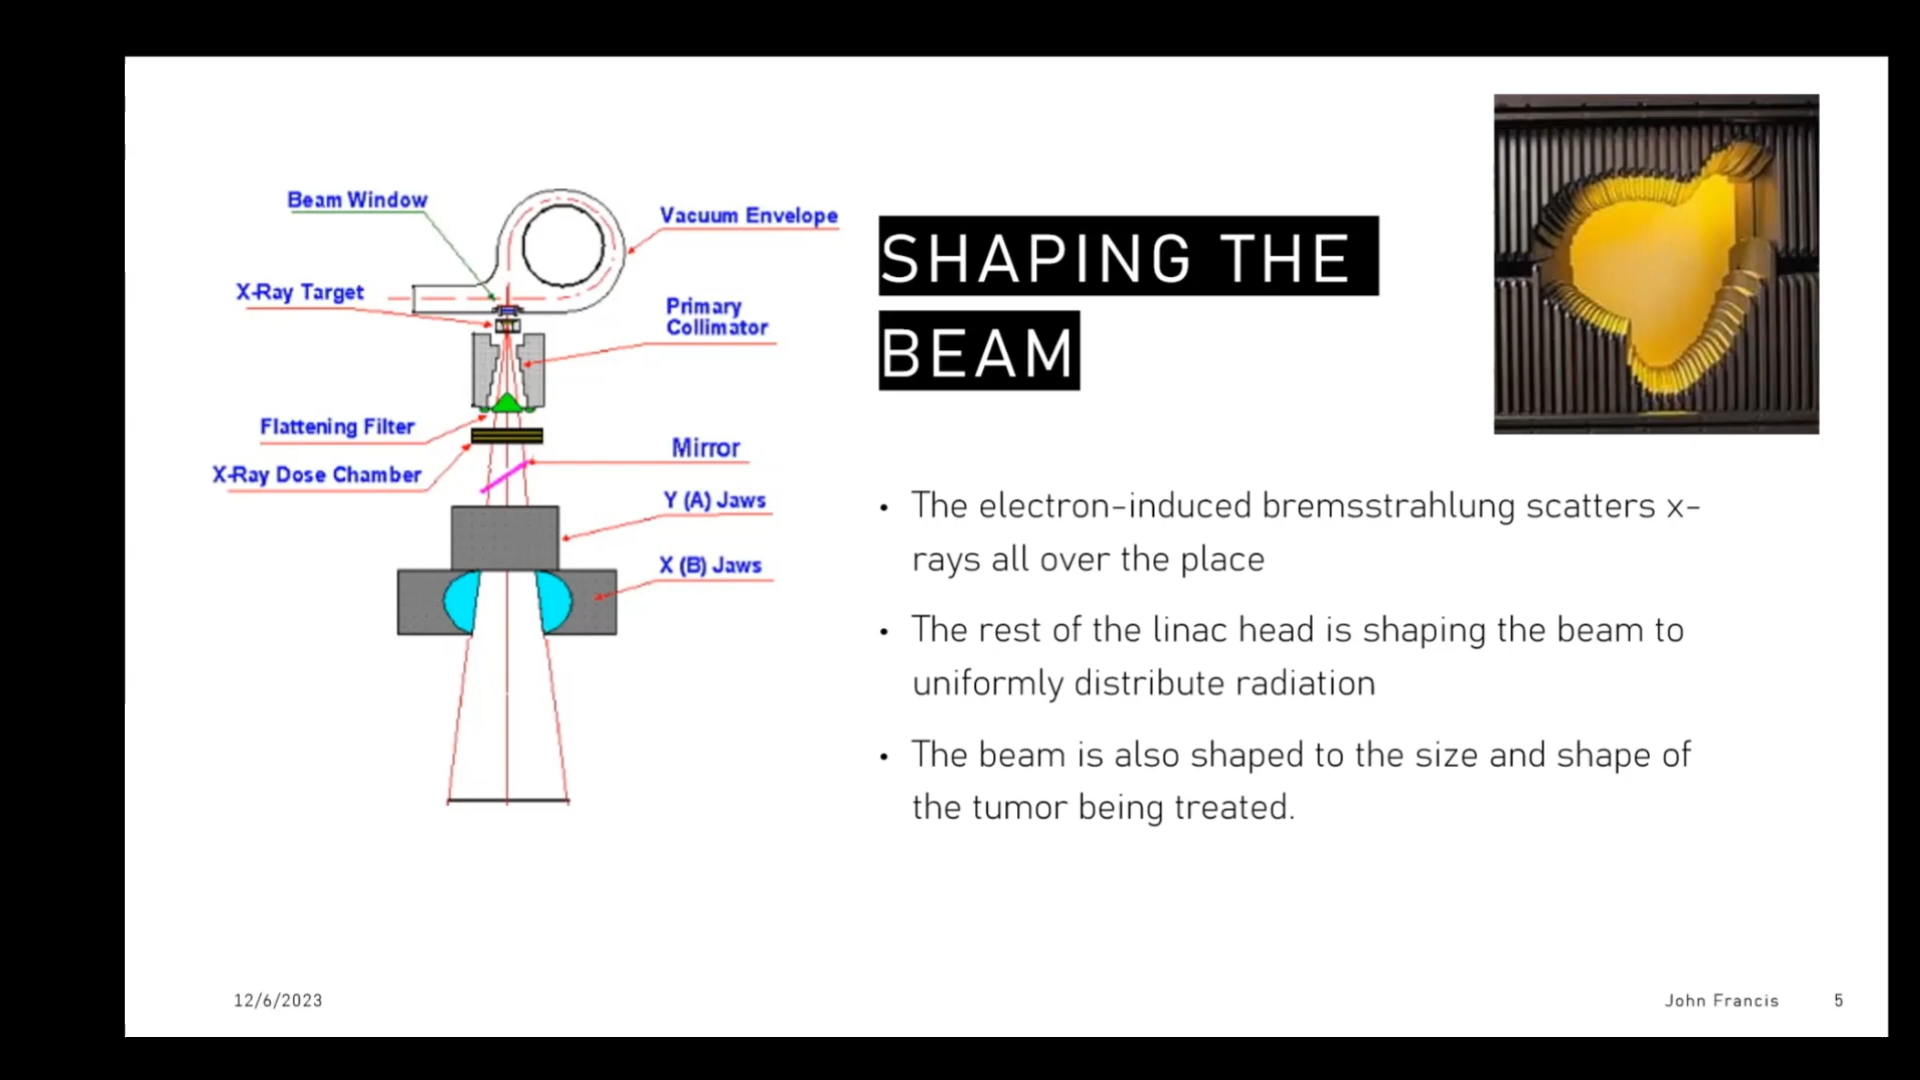 Beam Window
Vacuum Envelope
X-Ray Target
Primary
Collimator
Flattening Filter
X-Ray Dose Chamber
Mirror
Y (A) Jaws
X (B) Jaws
SHAPING THE
BEAM
• The electron-induced bremsstrahlung scatters x-
rays all over the place
• The rest of the linac head is shaping the beam to
uniformly distribute radiation
• The beam is also shaped to the size and shape of
the tumor being treated.
12/6/2023
John Francis
5